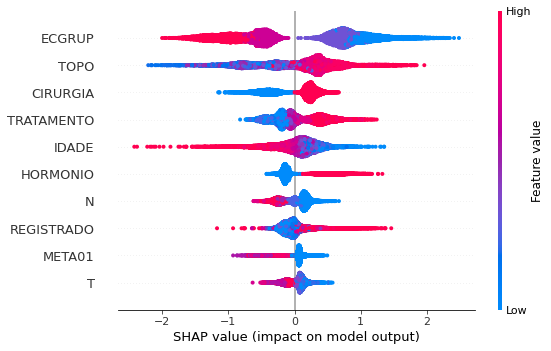 High
ECGRUP
TOPO
CIRURGIA
TRATAMENTO
IDADE
HORMONIO
N
REGISTRADO
META01
T
Feature value
Low
−2 −1 0 1 2
SHAP value (impact on model output)